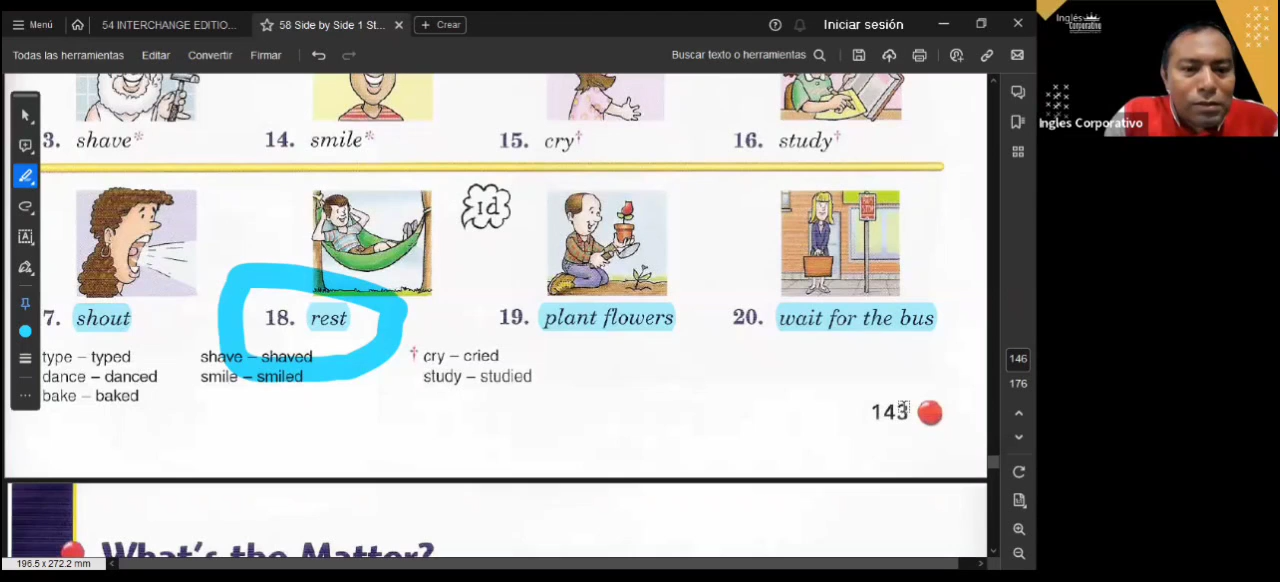 Menú
54 INTERCHANGE EDITIO...
58 Side by Side 1 St...
Crear
Iniciar sesión
Inglés
Corporativo
Todas las herramientas Editar Convertir Firmar
Buscar texto o herramientas
Ingles Corporativo
3. shave*
14. smile*
15. cry†
16. study†
ɪd
7. shout
18. rest
19. plant flowers
20. wait for the bus
type – typed
dance – danced
bake – baked
shave – shaved
smile – smiled
† cry – cried
study – studied
143
146
176
What's the Matter?
196.5 x 272.2 mm